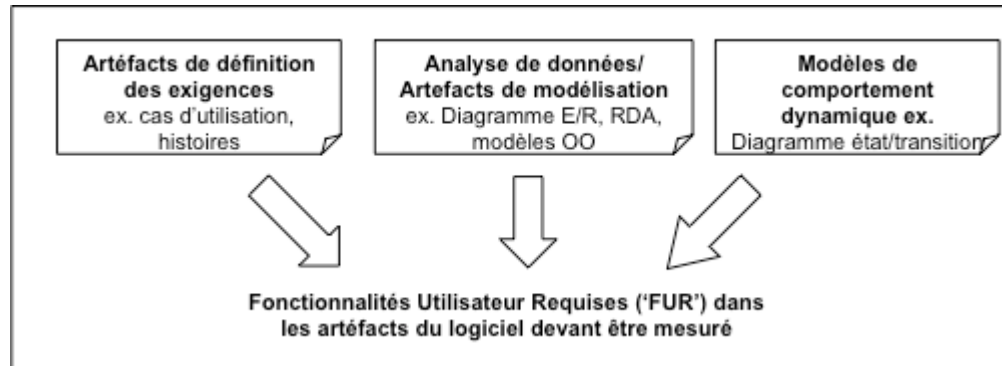 Artéfacts de définition
des exigences
ex. cas d'utilisation,
histoires
Analyse de données/
Artefacts de modélisation
ex. Diagramme E/R, RDA,
modèles OO
Modèles de
comportement
dynamique ex.
Diagramme état/transition
Fonctionnalités Utilisateur Requises ('FUR') dans
les artéfacts du logiciel devant être mesuré